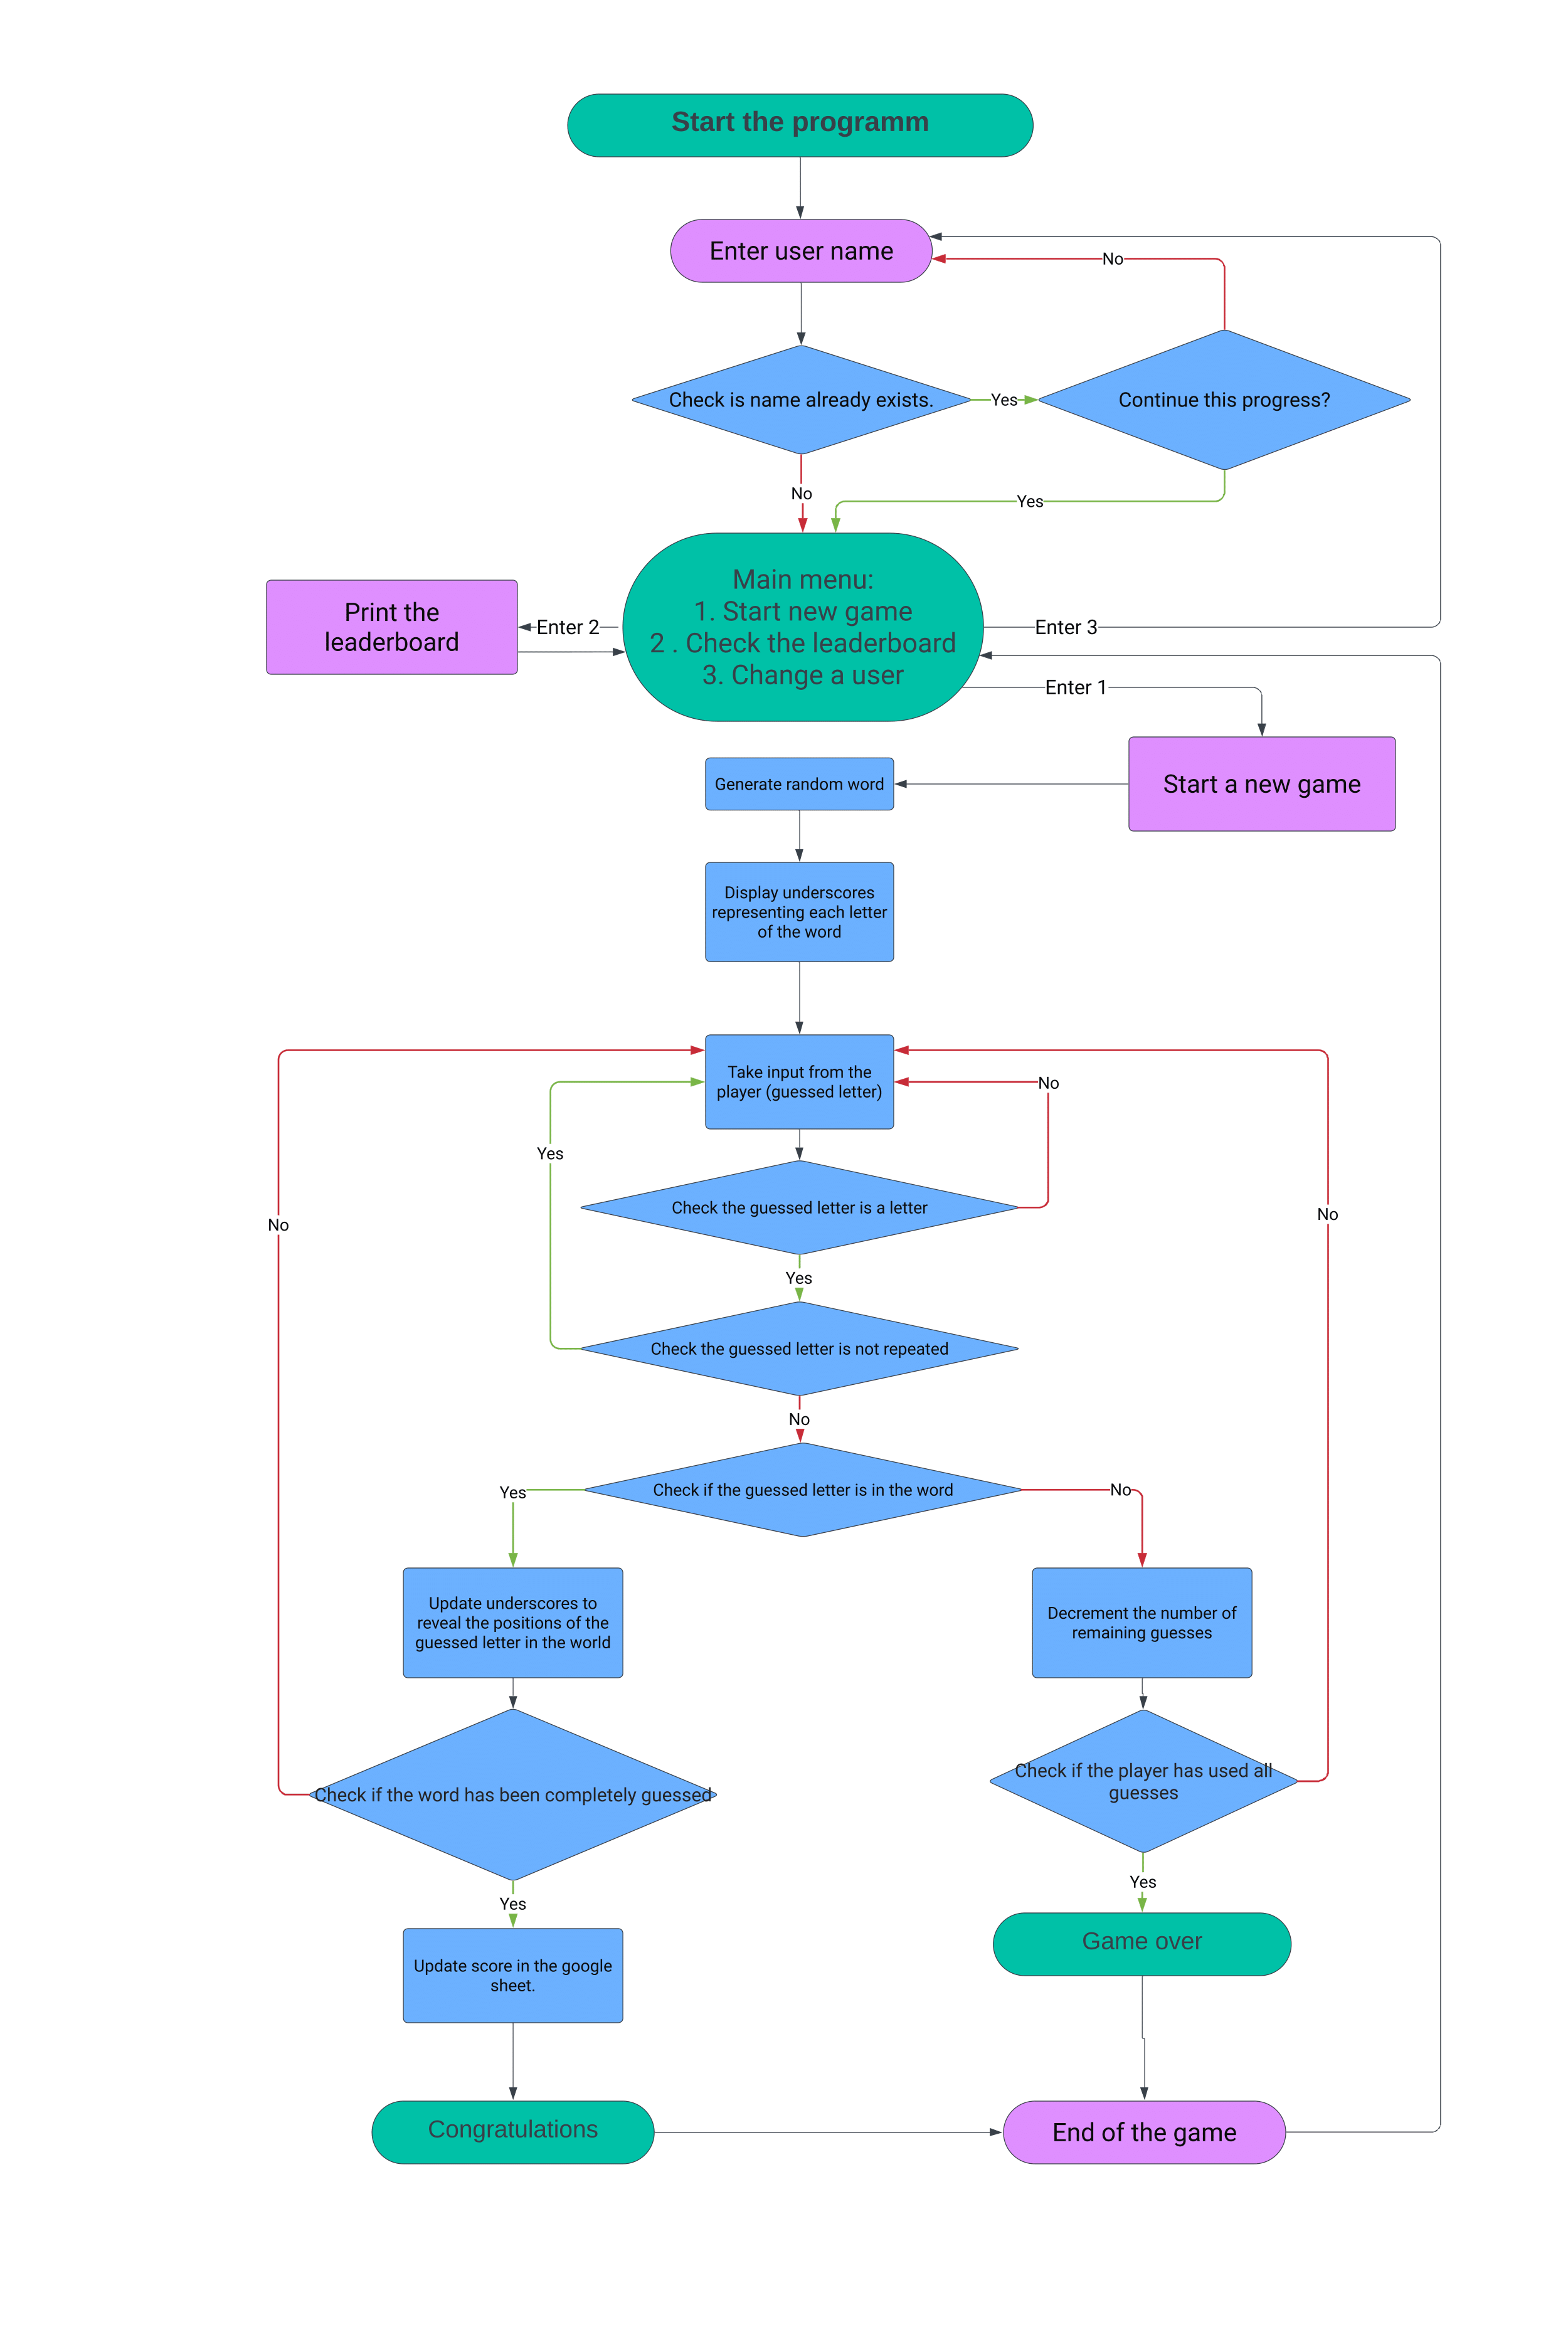 Start the programm
Enter user name
No
Check is name already exists.
Yes
Continue this progress?
No
Yes
Main menu:
1. Start new game
2 . Check the leaderboard
3. Change a user
Print the
leaderboard
Enter 2
Enter 3
Enter 1
Start a new game
Generate random word
Display underscores
representing each letter
of the word
Take input from the
player (guessed letter)
No
Yes
Check the guessed letter is a letter
No
No
Yes
Check the guessed letter is not repeated
No
Check if the guessed letter is in the word
Yes
No
Update underscores to
reveal the positions of the
guessed letter in the world
Decrement the number of
remaining guesses
Check if the word has been completely guessed
Check if the player has used all
guesses
Yes
Yes
Update score in the google
sheet.
Game over
Congratulations
End of the game